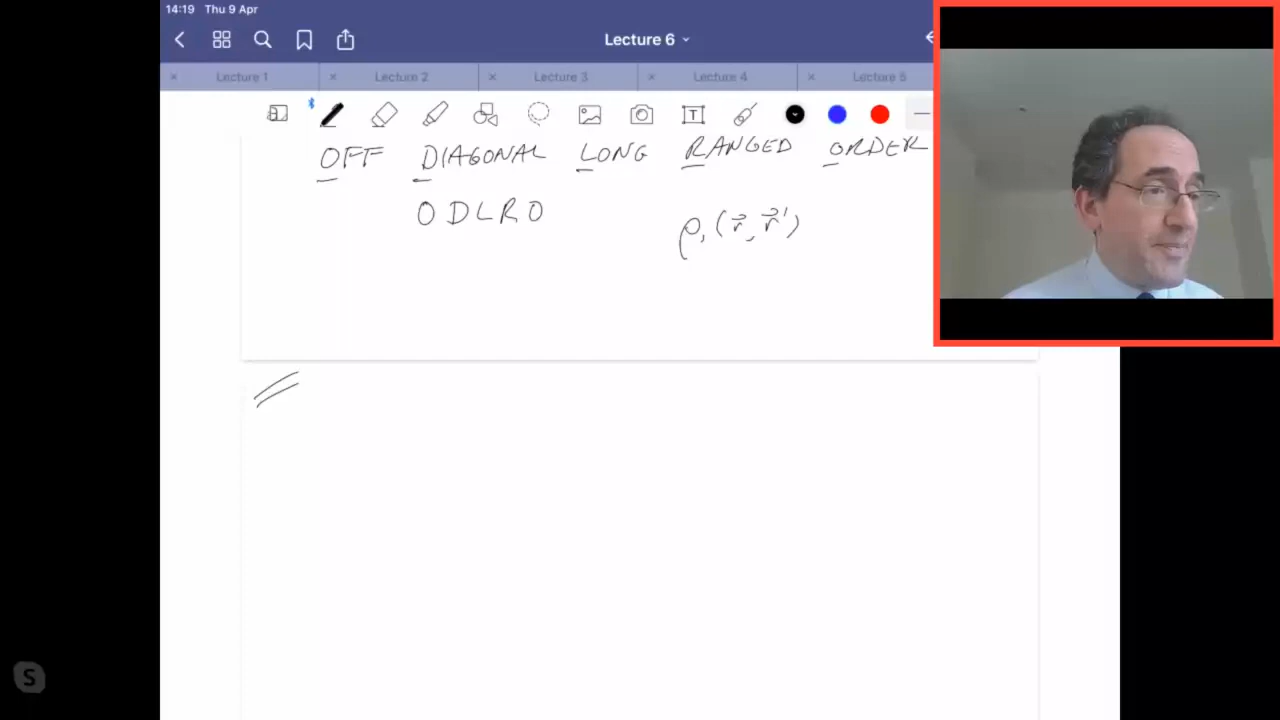 14:19 Thu 9 Apr
Lecture 6
Lecture 1 Lecture 2 Lecture 3 Lecture 4 Lecture 5
T
OFF DIAGONAL LONG RANGED ORDER
ODLRO
ρ₁(r⃗, r⃗')
S